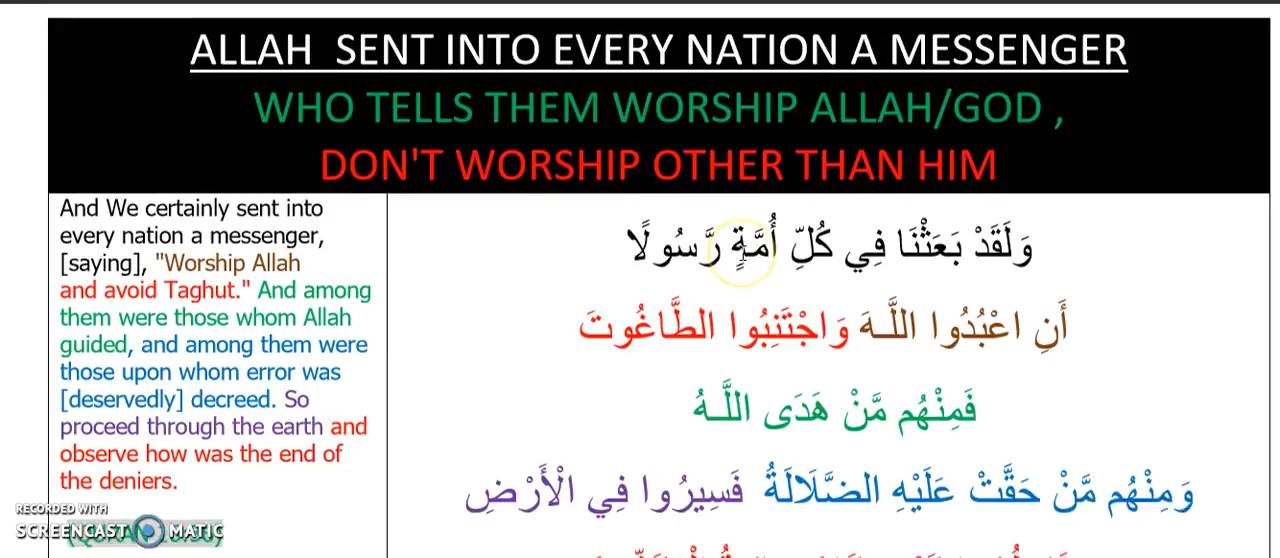 ALLAH SENT INTO EVERY NATION A MESSENGER
WHO TELLS THEM WORSHIP ALLAH/GOD ,
DON'T WORSHIP OTHER THAN HIM
And We certainly sent into
every nation a messenger,
[saying], "Worship Allah
and avoid Taghut." And among
them were those whom Allah
guided, and among them were
those upon whom error was
[deservedly] decreed. So
proceed through the earth and
observe how was the end of
the deniers.
وَلَقَدْ بَعَثْنَا فِي كُلِّ أُمَّةٍ رَّسُولًا
أَنِ اعْبُدُوا اللَّـهَ وَاجْتَنِبُوا الطَّاغُوتَ
فَمِنْهُم مَّنْ هَدَى اللَّـهُ
وَمِنْهُم مَّنْ حَقَّتْ عَلَيْهِ الضَّلَالَةُ فَسِيرُوا فِي الْأَرْضِ
RECORDED WITH
SCREENCAST MATIC